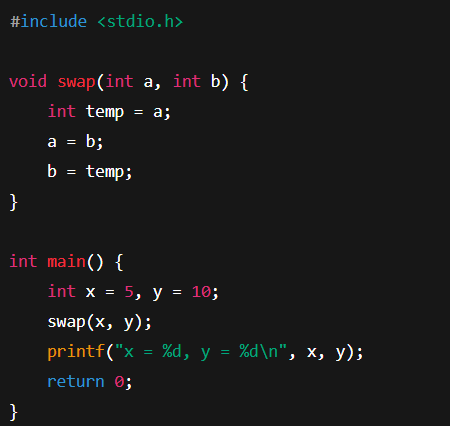 #include <stdio.h>

void swap(int a, int b) {
    int temp = a;
    a = b;
    b = temp;
}

int main() {
    int x = 5, y = 10;
    swap(x, y);
    printf("x = %d, y = %d\n", x, y);
    return 0;
}